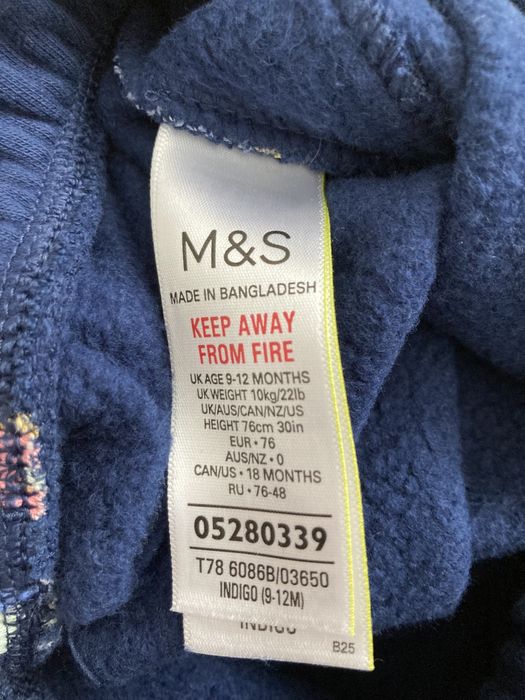 M&S
MADE IN BANGLADESH
KEEP AWAY
FROM FIRE
UK AGE 9-12 MONTHS
UK WEIGHT 10kg/22lb
UK/AUS/CAN/NZ/US
HEIGHT 76cm 30in
EUR • 76
AUS/NZ • 0
CAN/US • 18 MONTHS
RU • 76-48
05280339
T78 6086B/03650
INDIGO (9-12M)
INDIGO
B25